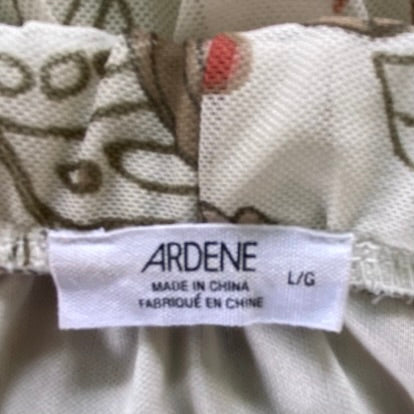 ARDENE
MADE IN CHINA
FABRIQUÉ EN CHINE
L/G